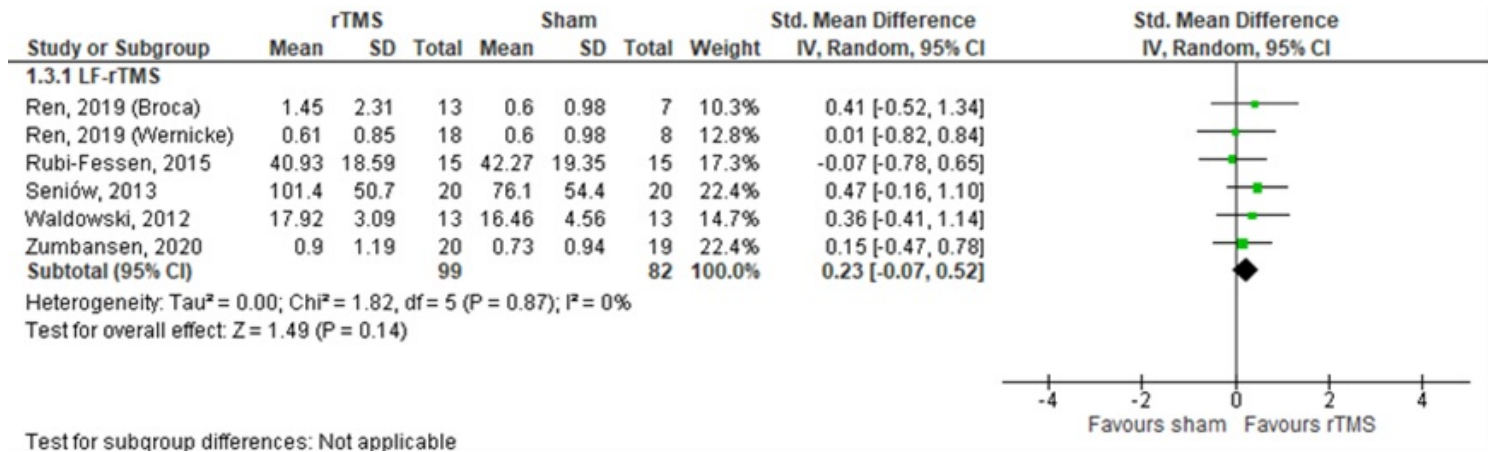 rTMS Sham Std. Mean Difference Std. Mean Difference
Study or Subgroup Mean SD Total Mean SD Total Weight IV, Random, 95% CI IV, Random, 95% CI
1.3.1 LF-rTMS
Ren, 2019 (Broca) 1.45 2.31 13 0.6 0.98 7 10.3% 0.41 [-0.52, 1.34]
Ren, 2019 (Wernicke) 0.61 0.85 18 0.6 0.98 8 12.8% 0.01 [-0.82, 0.84]
Rubi-Fessen, 2015 40.93 18.59 15 42.27 19.35 15 17.3% -0.07 [-0.78, 0.65]
Seniów, 2013 101.4 50.7 20 76.1 54.4 20 22.4% 0.47 [-0.16, 1.10]
Waldowski, 2012 17.92 3.09 13 16.46 4.56 13 14.7% 0.36 [-0.41, 1.14]
Zumbansen, 2020 0.9 1.19 20 0.73 0.94 19 22.4% 0.15 [-0.47, 0.78]
Subtotal (95% CI) 99 82 100.0% 0.23 [-0.07, 0.52]
Heterogeneity: Tau² = 0.00; Chi² = 1.82, df = 5 (P = 0.87); I² = 0%
Test for overall effect: Z = 1.49 (P = 0.14)
-4 -2 0 2 4
Favours sham Favours rTMS
Test for subgroup differences: Not applicable